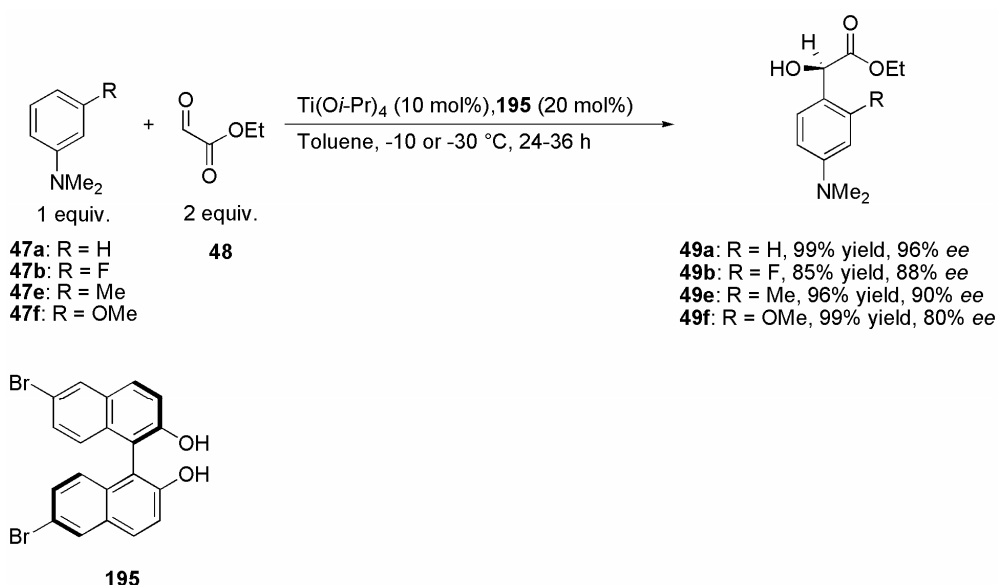 R
NMe2
1 equiv.
+
O
OEt
O
2 equiv.
48
Ti(Oi-Pr)4 (10 mol%),195 (20 mol%)
Toluene, -10 or -30 °C, 24-36 h
H
O
HO
OEt
R
NMe2
47a: R = H
47b: R = F
47e: R = Me
47f: R = OMe
49a: R = H, 99% yield, 96% ee
49b: R = F, 85% yield, 88% ee
49e: R = Me, 96% yield, 90% ee
49f: R = OMe, 99% yield, 80% ee
Br
OH
OH
Br
195